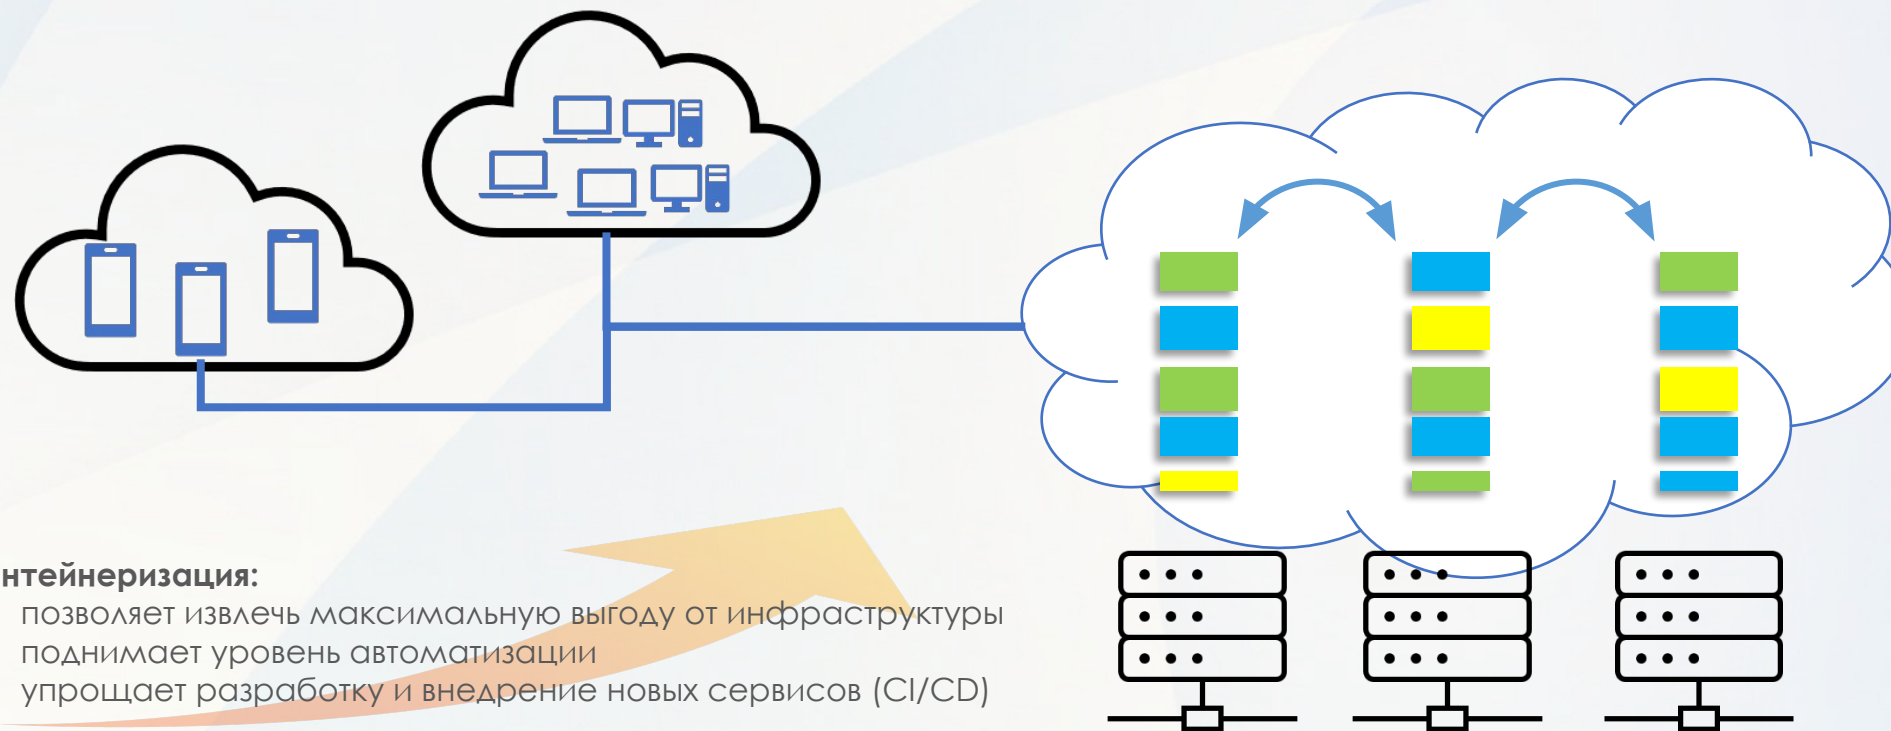 нтейнеризация:
позволяет извлечь максимальную выгоду от инфраструктуры
поднимает уровень автоматизации
упрощает разработку и внедрение новых сервисов (CI/CD)